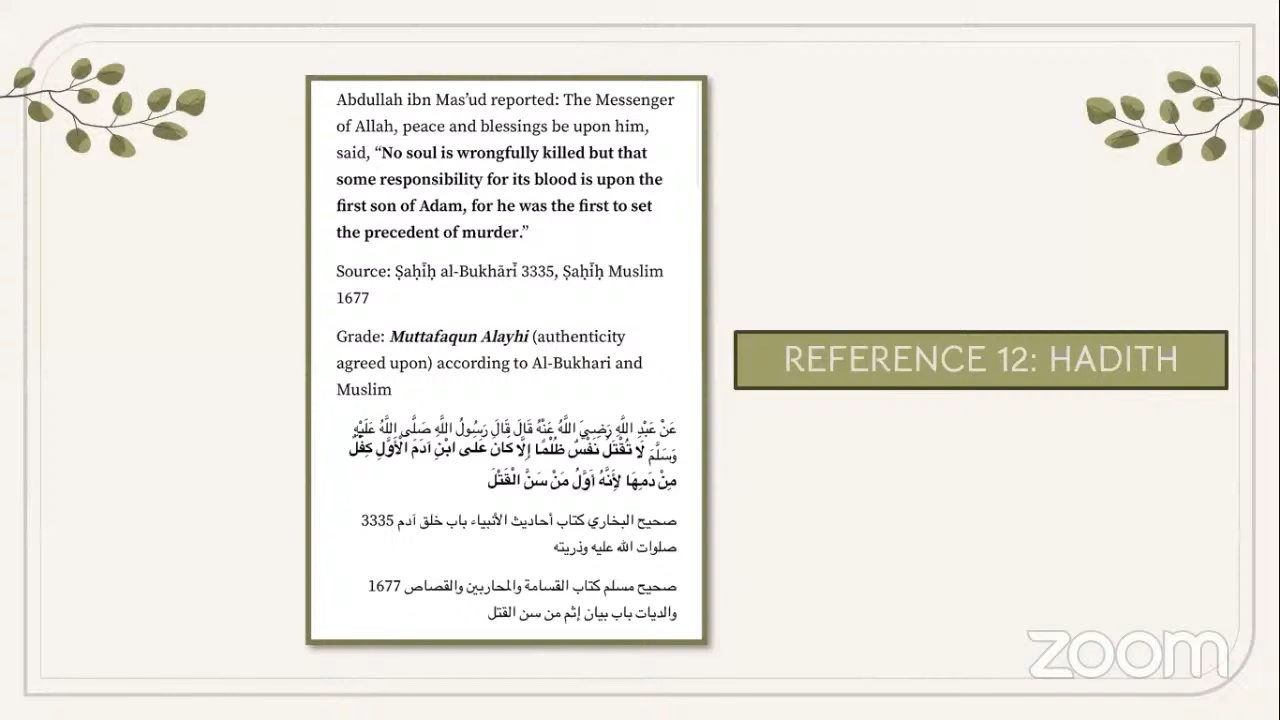 Abdullah ibn Mas’ud reported: The Messenger
of Allah, peace and blessings be upon him,
said, “No soul is wrongfully killed but that
some responsibility for its blood is upon the
first son of Adam, for he was the first to set
the precedent of murder.”
Source: Ṣaḥīḥ al-Bukhārī 3335, Ṣaḥīḥ Muslim
1677
Grade: Muttafaqun Alayhi (authenticity
agreed upon) according to Al-Bukhari and
Muslim
عَنْ عَبْدِ اللَّهِ رَضِيَ اللَّهُ عَنْهُ قَالَ قَالَ رَسُولُ اللَّهِ صَلَّى اللَّهُ عَلَيْهِ
وَسَلَّمَ لَا تُقْتَلُ نَفْسٌ ظُلْمًا إِلَّا كَانَ عَلَى ابْنِ آدَمَ الْأَوَّلِ كِفْلٌ
مِنْ دَمِهَا لِأَنَّهُ أَوَّلُ مَنْ سَنَّ الْقَتْلَ
3335 صحيح البخاري كتاب أحاديث الأنبياء باب خلق آدم
صلوات الله عليه وذريته
1677 صحيح مسلم كتاب القسامة والمحاربين والقصاص
والديات باب بيان إثم من سن القتل
REFERENCE 12: HADITH
zoom